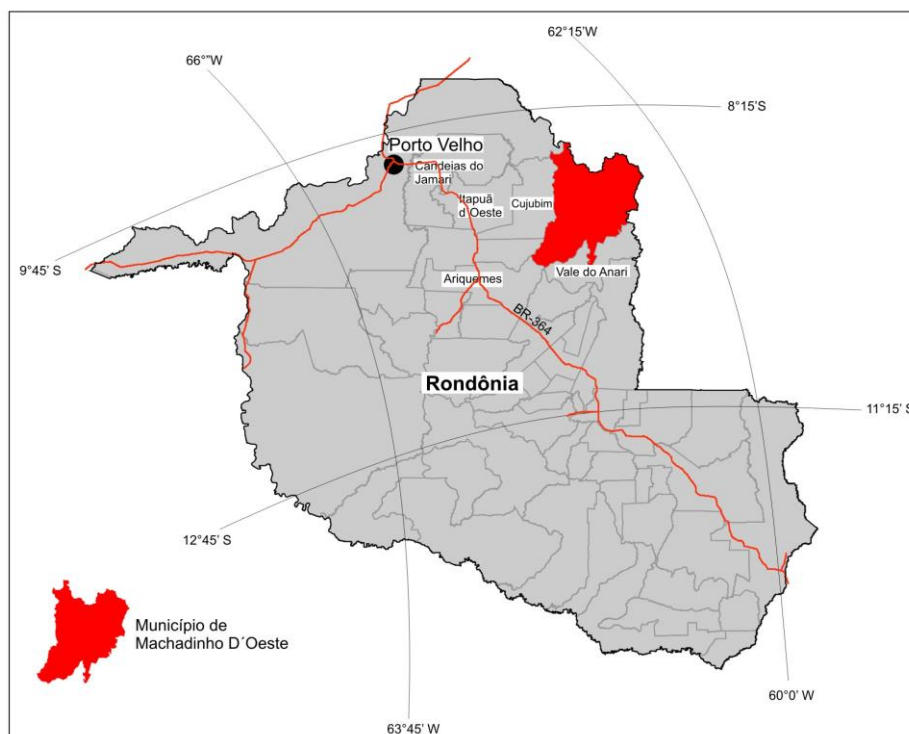 62°15’W
66°”W
8°15’S
Porto Velho
Candeias do
Jamari
Itapuã
d´Oeste
Cujubim
9°45’ S
Ariquemes
Vale do Anari
BR-364
Rondônia
11°15’ S
12°45’ S
Município de
Machadinho D´Oeste
60°0’ W
63°45’ W